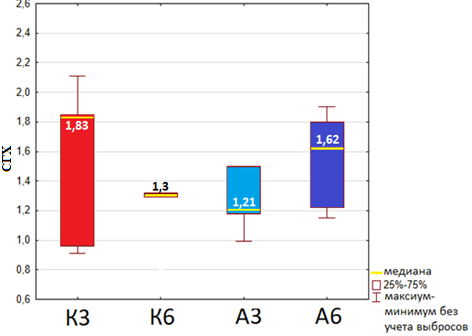 2,6
2,4
2,2
2,0
1,8
1,6
1,4
1,2
1,0
0,8
0,6
СГХ
1,83
1,3
1,21
1,62
К3
К6
А3
А6
медиана
25%-75%
максиум-
минимум без
учета выбросов